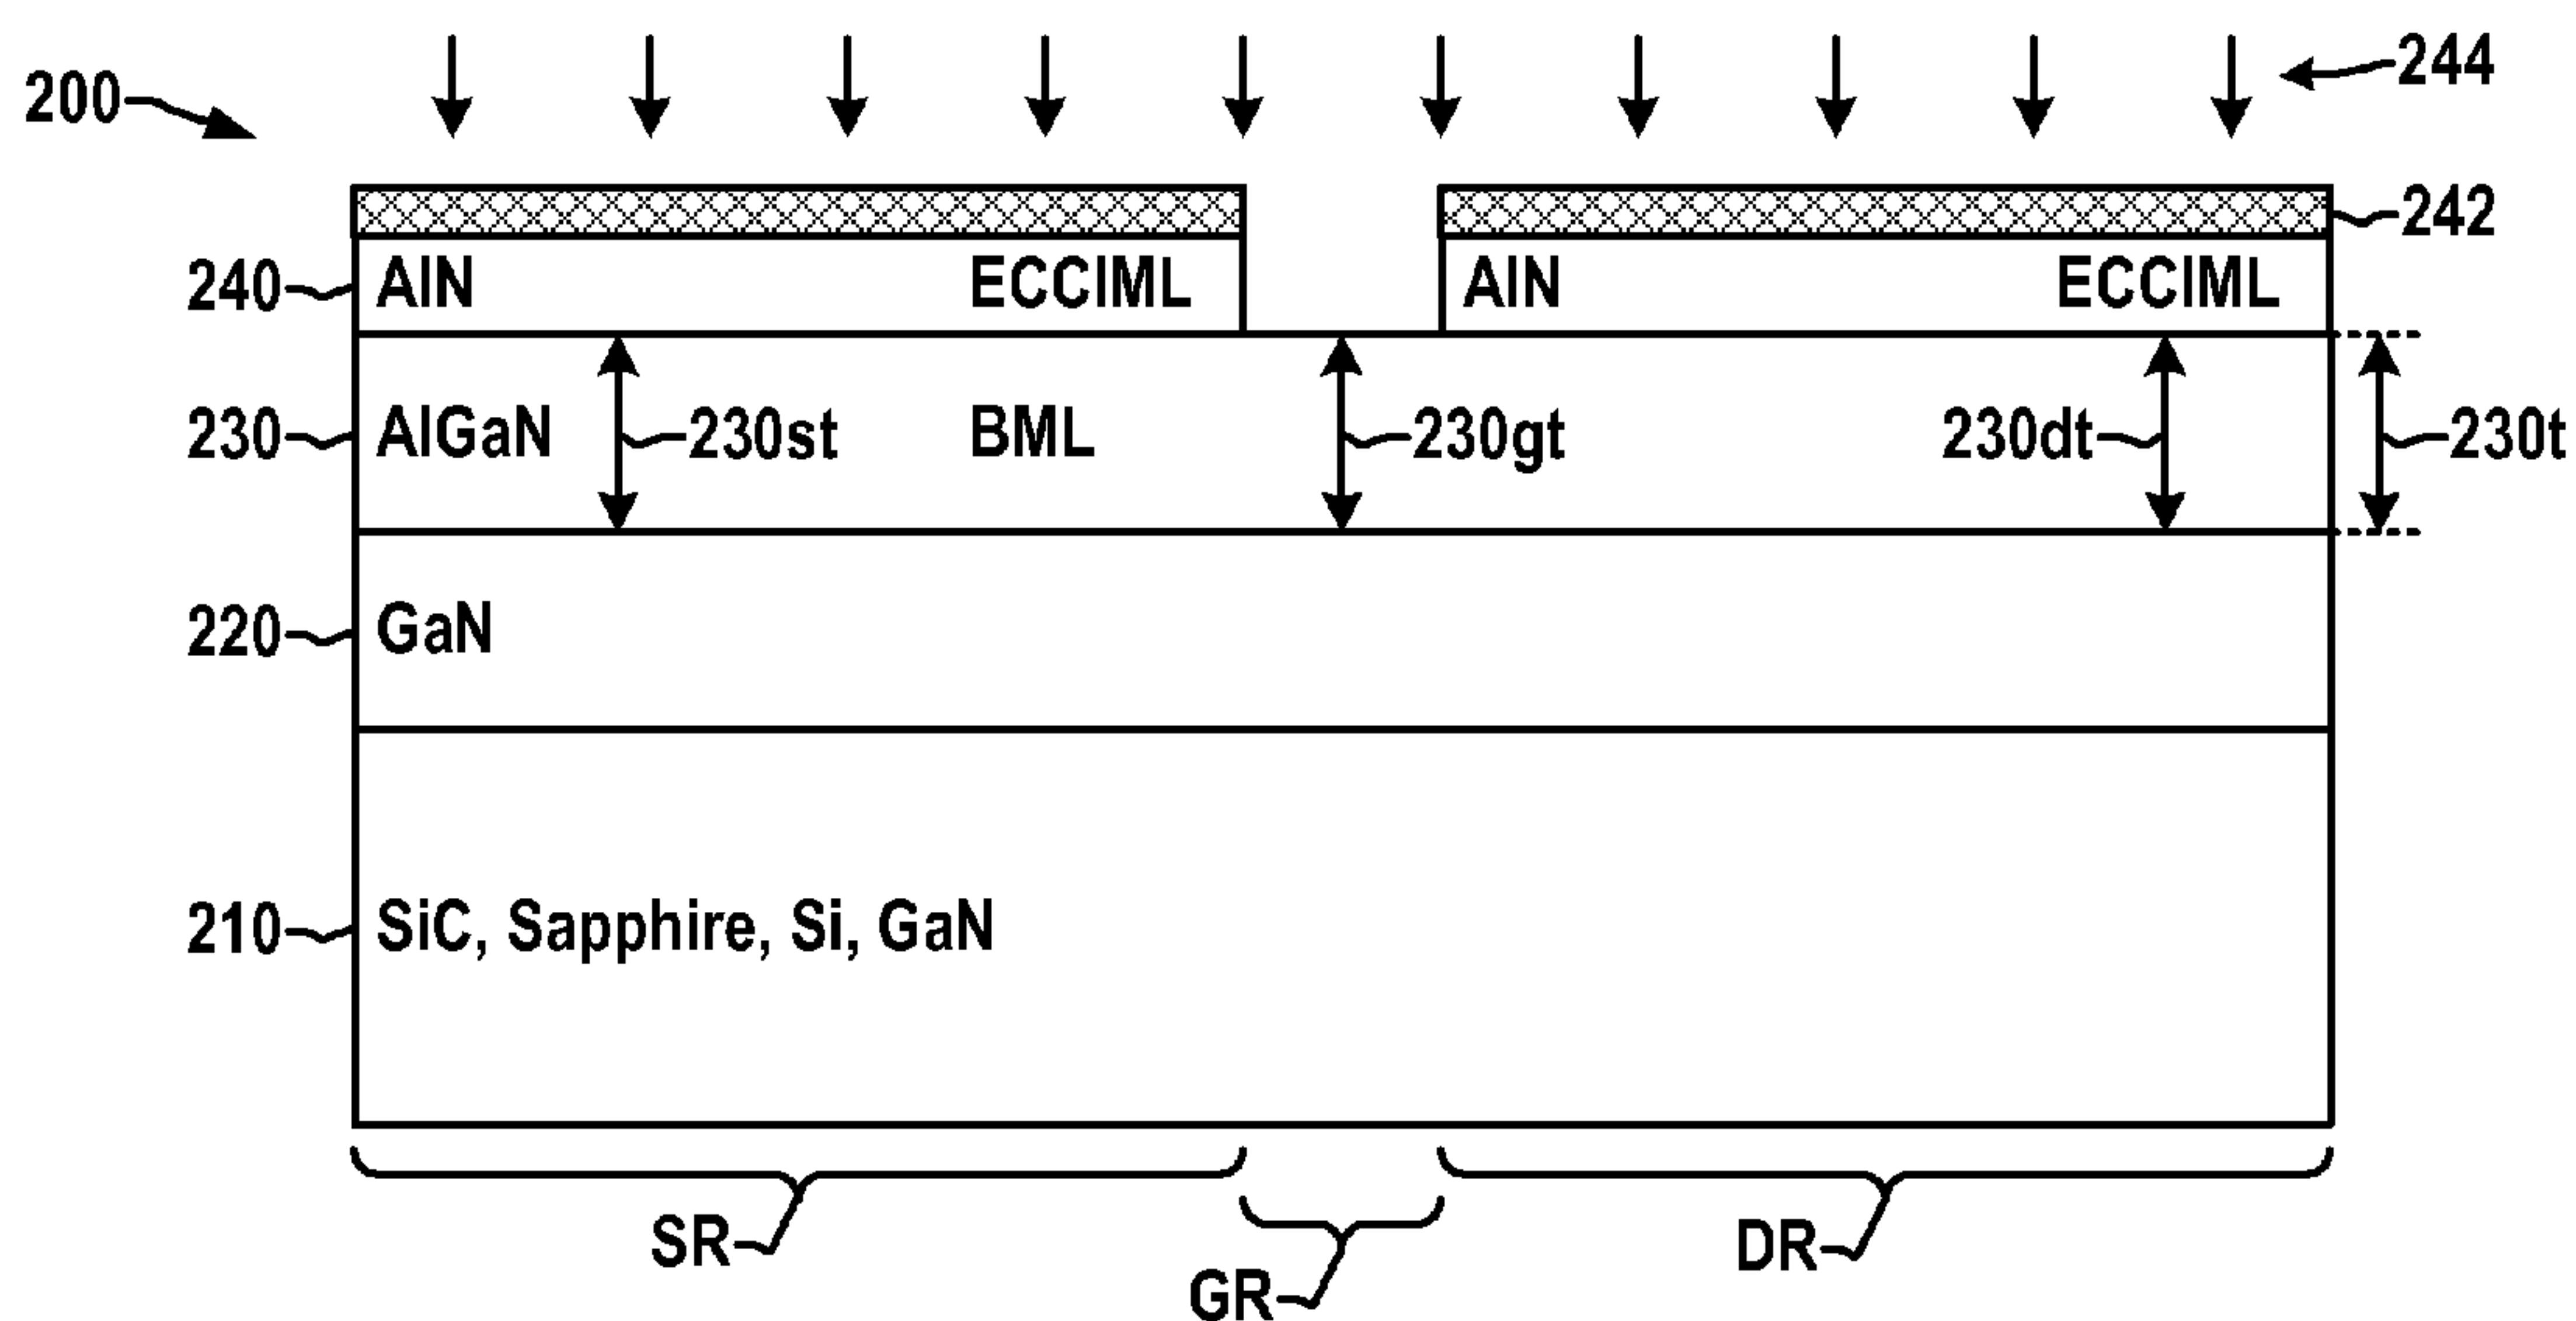 244
200
242
240 AlN ECCIML AlN ECCIML
230 AlGaN 230st BML 230gt 230dt 230t
220 GaN
210 SiC, Sapphire, Si, GaN
SR DR
GR